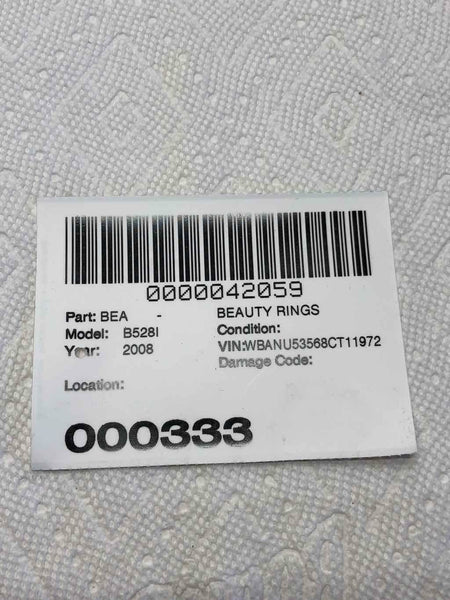 0000042059
Part: BEA - BEAUTY RINGS
Model: B528I Condition:
Year: 2008 VIN:WBANU53568CT11972
Damage Code:
Location:
000333